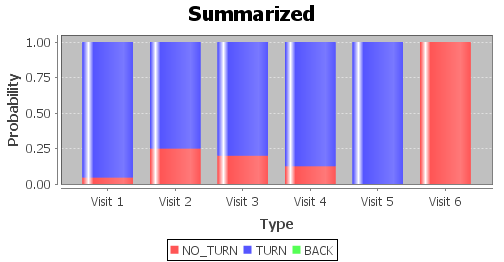 Summarized
1.00
0.75
0.50
0.25
0.00
Probability
Visit 1 Visit 2 Visit 3 Visit 4 Visit 5 Visit 6
Type
NO_TURN TURN BACK